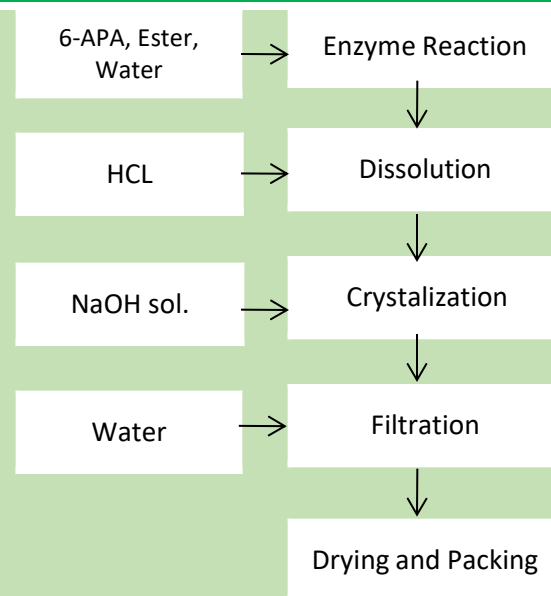 6-APA, Ester,
Water
Enzyme Reaction
HCL
Dissolution
NaOH sol.
Crystalization
Water
Filtration
Drying and Packing